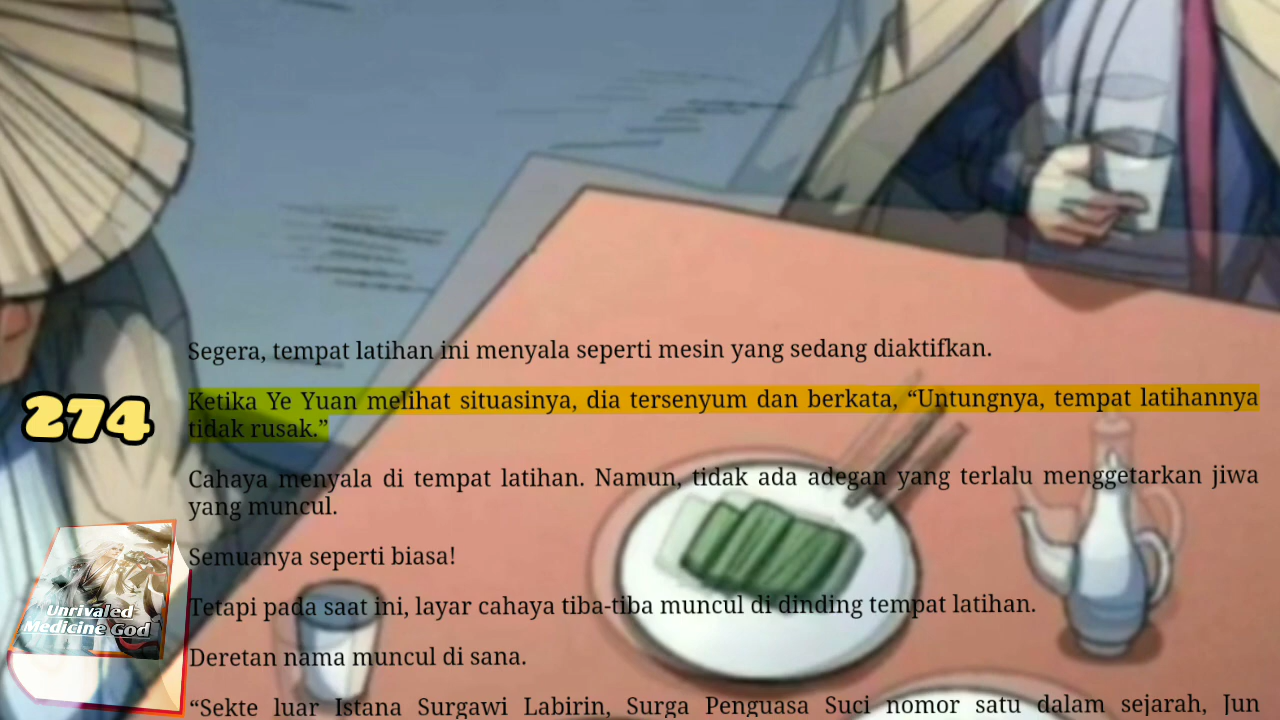 Segera, tempat latihan ini menyala seperti mesin yang sedang diaktifkan.
Ketika Ye Yuan melihat situasinya, dia tersenyum dan berkata, “Untungnya, tempat latihannya
tidak rusak.”
274
Cahaya menyala di tempat latihan. Namun, tidak ada adegan yang terlalu menggetarkan jiwa
yang muncul.
Semuanya seperti biasa!
Tetapi pada saat ini, layar cahaya tiba-tiba muncul di dinding tempat latihan.
Unrivaled
Medicine God
Deretan nama muncul di sana.
“Sekte luar Istana Surgawi Labirin, Surga Penguasa Suci nomor satu dalam sejarah, Jun